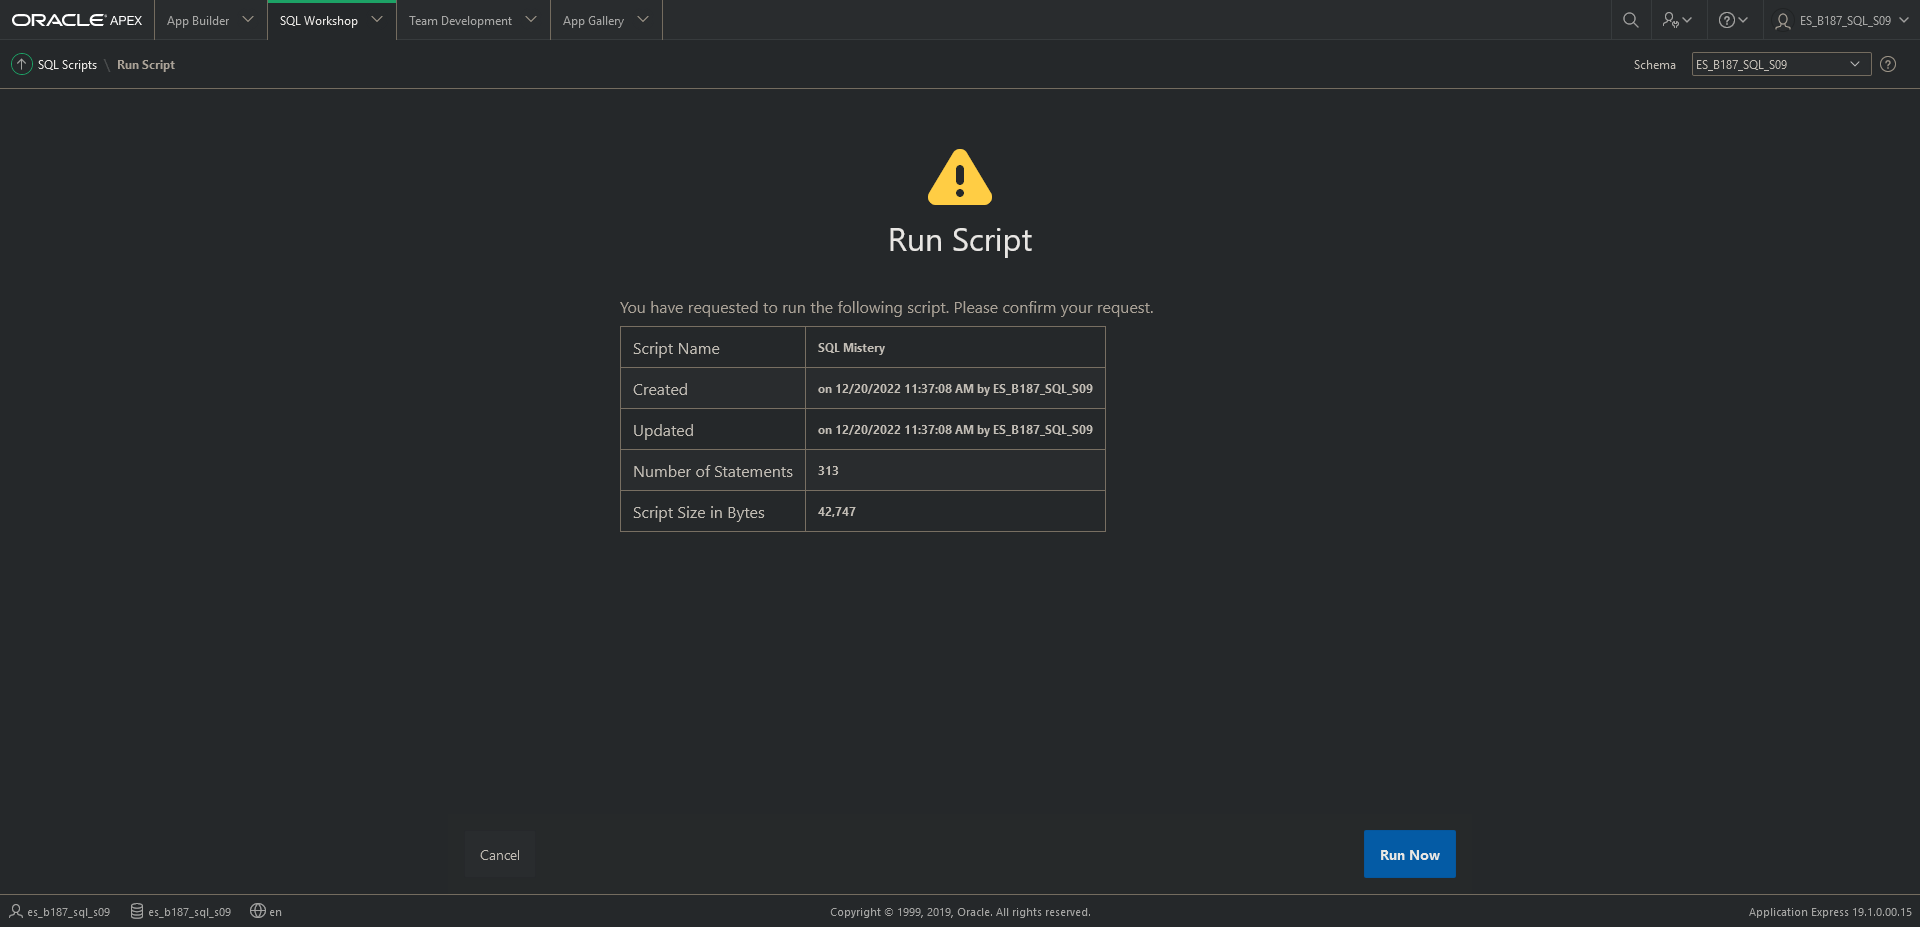 ORACLE APEX App Builder SQL Workshop Team Development App Gallery ES_B187_SQL_S09
SQL Scripts \ Run Script Schema ES_B187_SQL_S09
Run Script
You have requested to run the following script. Please confirm your request.
Script Name SQL Mistery
Created on 12/20/2022 11:37:08 AM by ES_B187_SQL_S09
Updated on 12/20/2022 11:37:08 AM by ES_B187_SQL_S09
Number of Statements 313
Script Size in Bytes 42,747
Cancel Run Now
es_b187_sql_s09 es_b187_sql_s09 en Copyright © 1999, 2019, Oracle. All rights reserved. Application Express 19.1.0.00.15